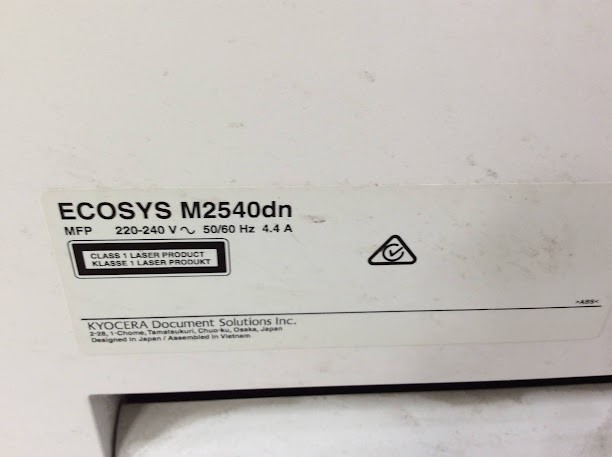 ECOSYS M2540dn
MFP 220-240 V ~ 50/60 Hz 4.4 A
CLASS 1 LASER PRODUCT
KLASSE 1 LASER PRODUKT
>ABS<
KYOCERA Document Solutions Inc.
2-28, 1-Chome, Tamatsukuri, Chuo-ku, Osaka, Japan
Designed in Japan / Assembled in Vietnam